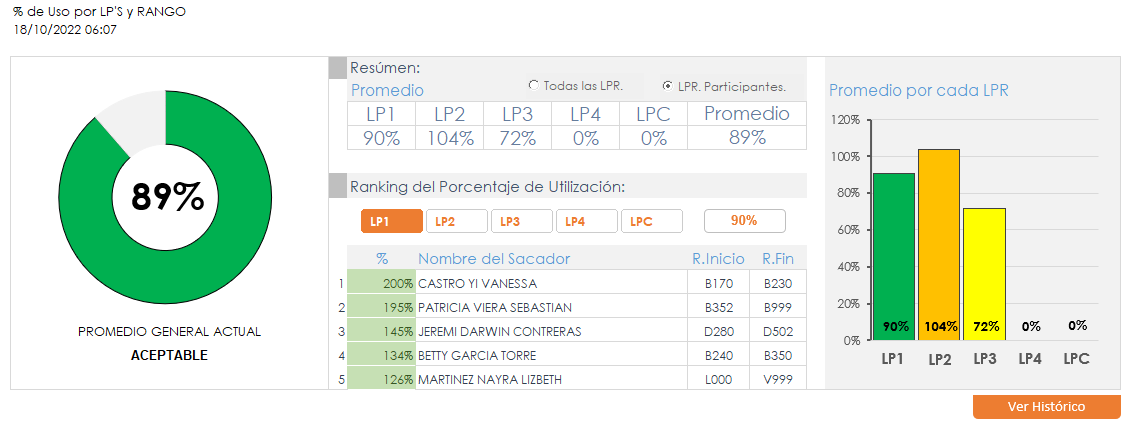 % de Uso por LP'S y RANGO
18/10/2022 06:07
89%
PROMEDIO GENERAL ACTUAL
ACEPTABLE
Resúmen:
Promedio
Todas las LPR.
LPR. Participantes.
LP1 LP2 LP3 LP4 LPC Promedio
90% 104% 72% 0% 0% 89%
Ranking del Porcentaje de Utilización:
LP1 LP2 LP3 LP4 LPC 90%
% Nombre del Sacador R.Inicio R.Fin
1 200% CASTRO YI VANESSA B170 B230
2 195% PATRICIA VIERA SEBASTIAN B352 B999
3 145% JEREMI DARWIN CONTRERAS D280 D502
4 134% BETTY GARCIA TORRE B240 B350
5 126% MARTINEZ NAYRA LIZBETH L000 V999
Promedio por cada LPR
120%
100%
80%
60%
40%
20%
0%
90% 104% 72% 0% 0%
LP1 LP2 LP3 LP4 LPC
Ver Histórico